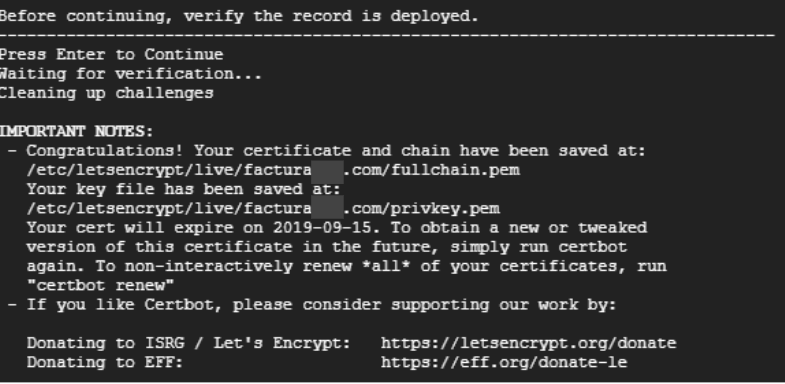 Before continuing, verify the record is deployed.
-------------------------------------------------------------------------------
Press Enter to Continue
Waiting for verification...
Cleaning up challenges
IMPORTANT NOTES:
- Congratulations! Your certificate and chain have been saved at:
/etc/letsencrypt/live/factura .com/fullchain.pem
Your key file has been saved at:
/etc/letsencrypt/live/factura .com/privkey.pem
Your cert will expire on 2019-09-15. To obtain a new or tweaked
version of this certificate in the future, simply run certbot
again. To non-interactively renew *all* of your certificates, run
"certbot renew"
- If you like Certbot, please consider supporting our work by:
Donating to ISRG / Let's Encrypt: https://letsencrypt.org/donate
Donating to EFF: https://eff.org/donate-le